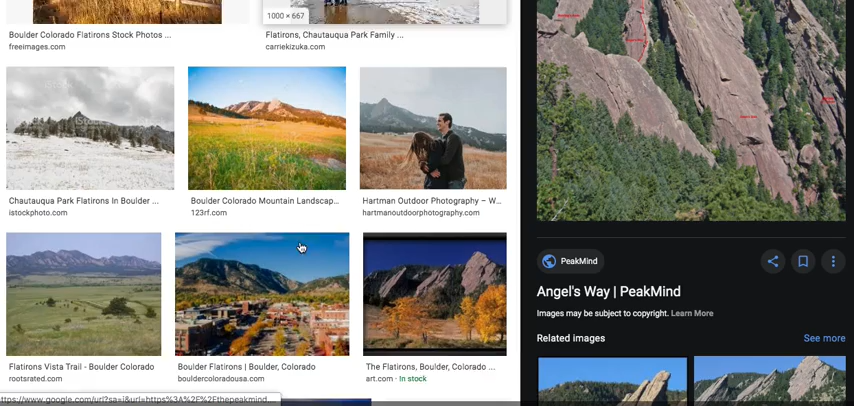 1000 × 667
Boulder Colorado Flatirons Stock Photos ...
freeimages.com
Flatirons, Chautauqua Park Family ...
carriekizuka.com
Chautauqua Park Flatirons In Boulder ...
istockphoto.com
Boulder Colorado Mountain Landscap...
123rf.com
Hartman Outdoor Photography – W...
hartmanoutdoorphotography.com
Flatirons Vista Trail - Boulder Colorado
rootsrated.com
Boulder Flatirons | Boulder, Colorado
bouldercoloradousa.com
The Flatirons, Boulder, Colorado ...
art.com · In stock
ttps://www.google.com/url?sa=i&url=https%3A%2F%2Fthepeakmind...
PeakMind
Angel's Way | PeakMind
Images may be subject to copyright. Learn More
Related images
See more